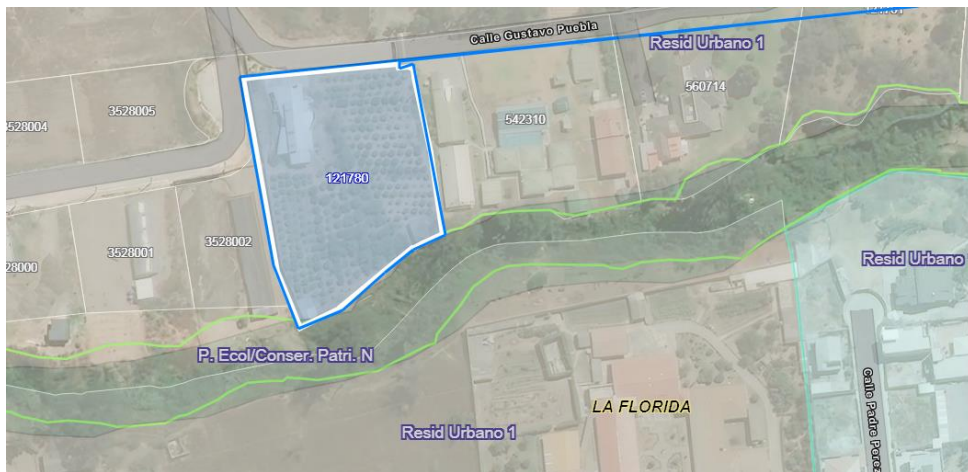 Calle Gustavo Puebla
Resid Urbano 1
3528005
3528004
542310
560714
121780
3528002
3528001
28000
Resid Urbano
P. Ecol/Conser. Patri. N
LA FLORIDA
Resid Urbano 1
Calle Padre Perez